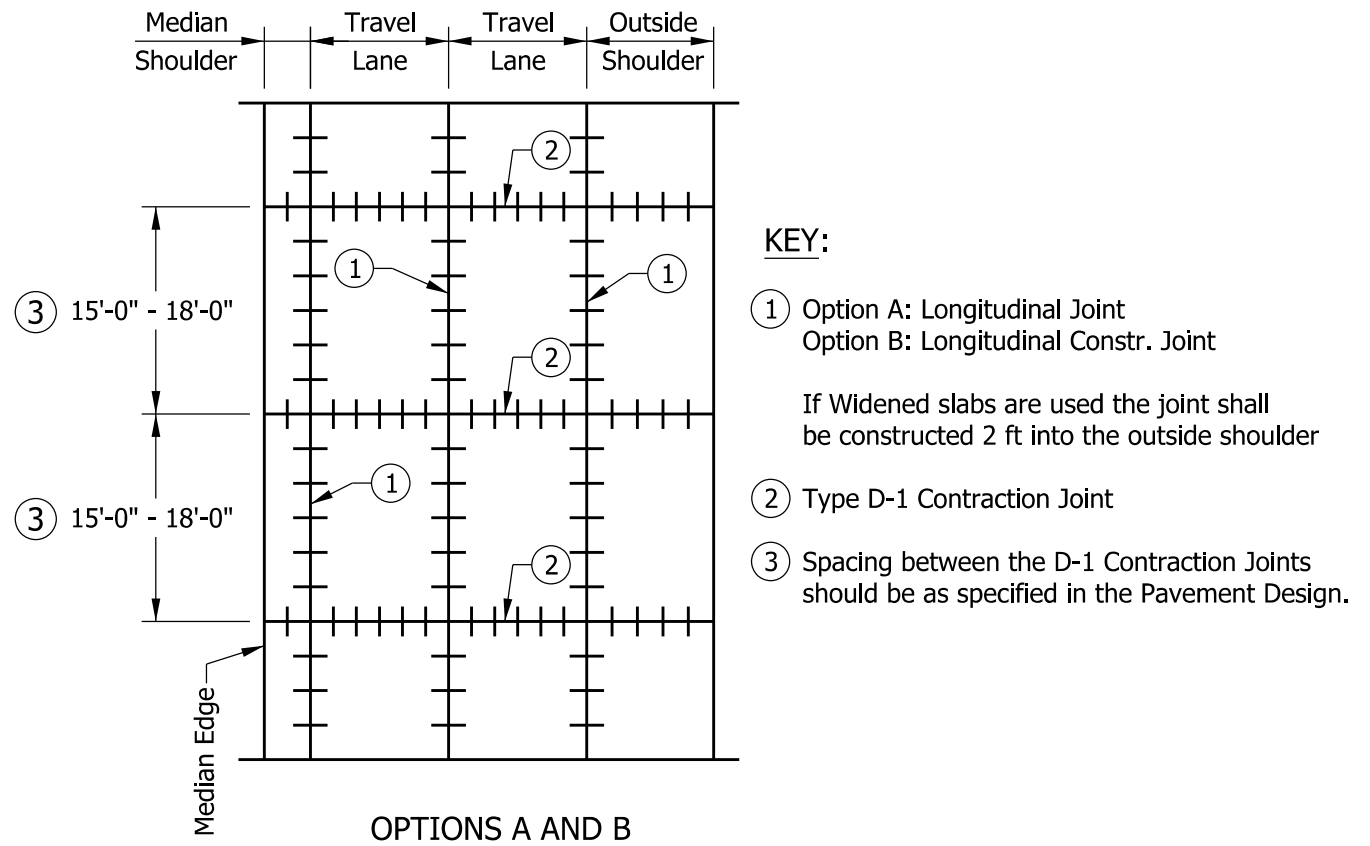 Median Travel Travel Outside
Shoulder Lane Lane Shoulder
2
KEY:
1 1
1 Option A: Longitudinal Joint
3 15'-0" - 18'-0"
Option B: Longitudinal Constr. Joint
2
If Widened slabs are used the joint shall
be constructed 2 ft into the outside shoulder
1
2 Type D-1 Contraction Joint
3 15'-0" - 18'-0"
2
3 Spacing between the D-1 Contraction Joints
should be as specified in the Pavement Design.
Median Edge
OPTIONS A AND B